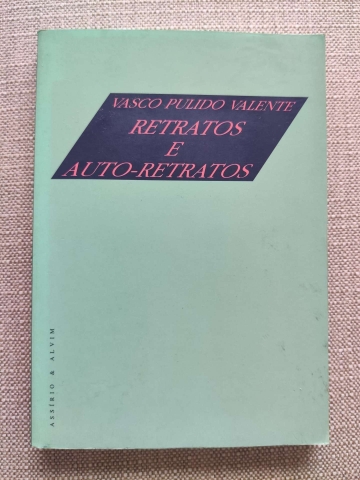 VASCO PULIDO VALENTE
RETRATOS
E
AUTO-RETRATOS
ASSÍRIO & ALVIM